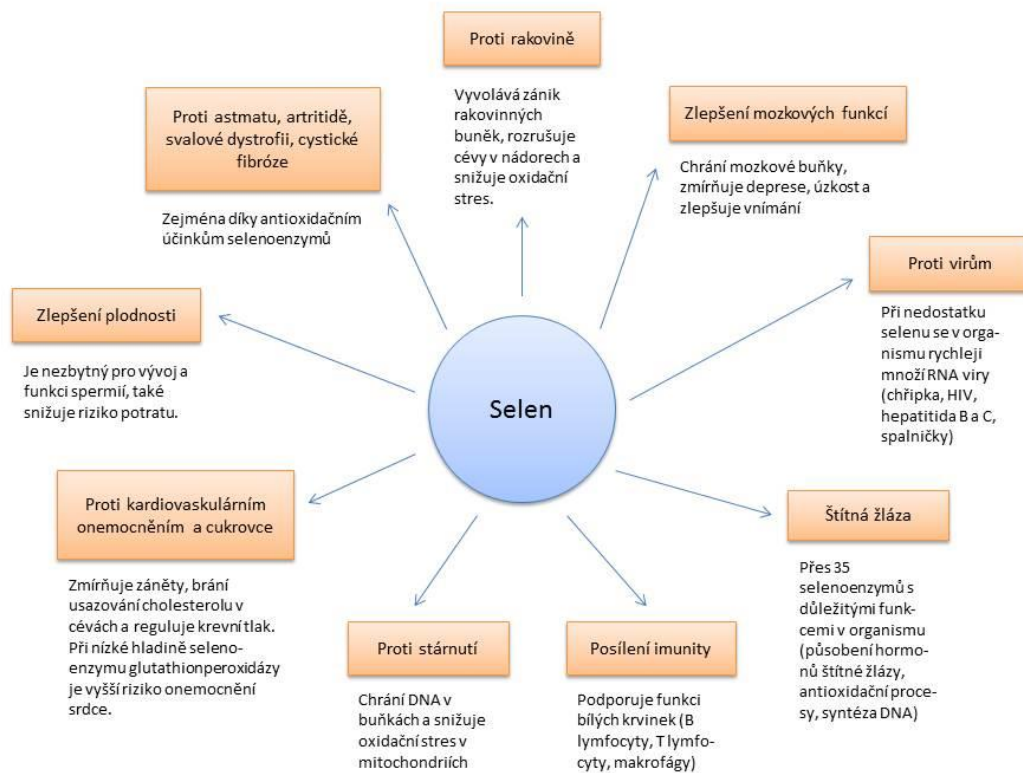 Proti rakovině
Vyvolává zánik
rakovinných
buněk, rozrušuje
cévy v nádorech a
snižuje oxidační
stres.
Proti astmatu, artritidě,
svalové dystrofii, cystické
fibróze
Zejména díky antioxidačním
účinkům selenoenzymů
Zlepšení mozkových funkcí
Chrání mozkové buňky,
zmírňuje deprese, úzkost a
zlepšuje vnímání
Proti virům
Při nedostatku
selenu se v orga-
nismu rychleji
množí RNA viry
(chřipka, HIV,
hepatitida B a C,
spalničky)
Zlepšení plodnosti
Je nezbytný pro vývoj a
funkci spermií, také
snižuje riziko potratu.
Selen
Proti kardiovaskulárním
onemocněním a cukrovce
Zmírňuje záněty, brání
usazování cholesterolu v
cévách a reguluje krevní tlak.
Při nízké hladině seleno-
enzymu glutathionperoxidázy
je vyšší riziko onemocnění
srdce.
Štítná žláza
Přes 35
selenoenzymů s
důležitými funk-
cemi v organismu
(působení hormo-
nů štítné žlázy,
antioxidační proce-
sy, syntéza DNA)
Proti stárnutí
Chrání DNA v
buňkách a snižuje
oxidační stres v
mitochondriích
Posílení imunity
Podporuje funkci
bílých krvinek (B
lymfocyty, T lymfo-
cyty, makrofágy)